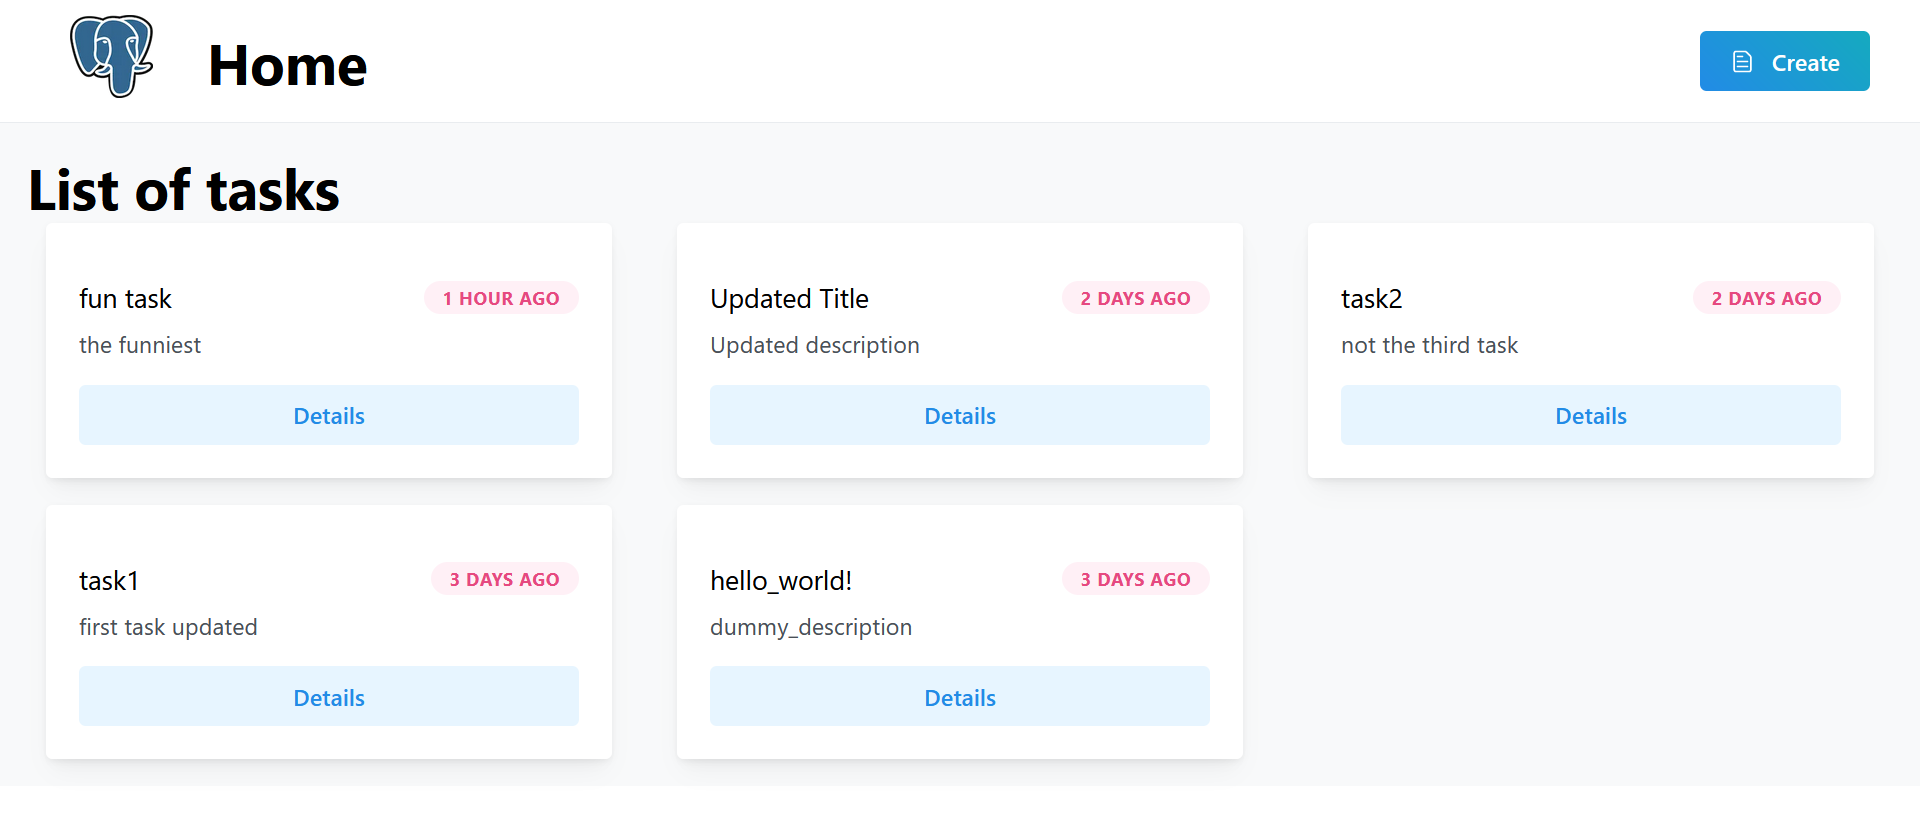 Home
Create
List of tasks
fun task
1 HOUR AGO
the funniest
Details
Updated Title
2 DAYS AGO
Updated description
Details
task2
2 DAYS AGO
not the third task
Details
task1
3 DAYS AGO
first task updated
Details
hello_world!
3 DAYS AGO
dummy_description
Details